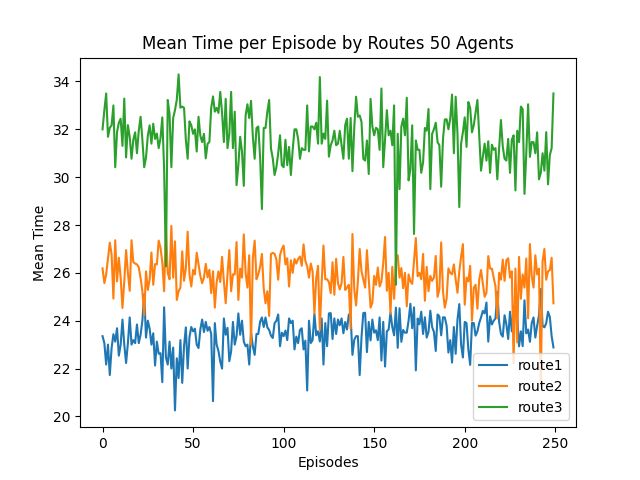 Mean Time per Episode by Routes 50 Agents
34
32
30
28
26
24
22
20
Mean Time
0 50 100 150 200 250
Episodes
route1
route2
route3